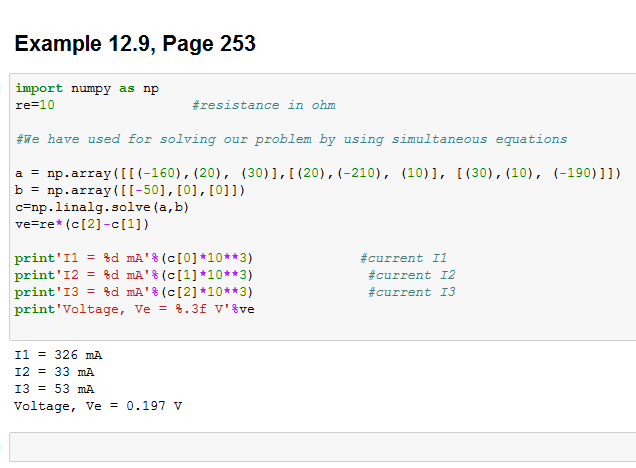 Example 12.9, Page 253
import numpy as np
re=10 #resistance in ohm
#We have used for solving our problem by using simultaneous equations
a = np.array([[(-160),(20), (30)],[(20),(-210), (10)], [(30),(10), (-190)]])
b = np.array([[-50],[0],[0]])
c=np.linalg.solve(a,b)
ve=re*(c[2]-c[1])
print'I1 = %d mA'%(c[0]*10**3) #current I1
print'I2 = %d mA'%(c[1]*10**3) #current I2
print'I3 = %d mA'%(c[2]*10**3) #current I3
print'Voltage, Ve = %.3f V'%ve
I1 = 326 mA
I2 = 33 mA
I3 = 53 mA
Voltage, Ve = 0.197 V